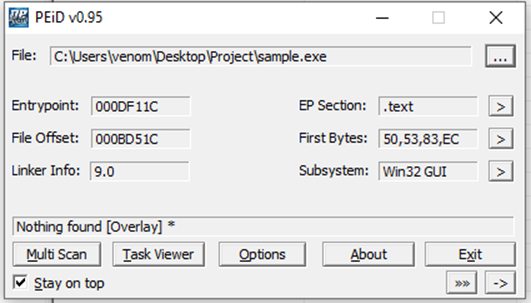 PEiD v0.95
File: C:\Users\venom\Desktop\Project\sample.exe ...
Entrypoint: 000DF11C EP Section: .text >
File Offset: 000BD51C First Bytes: 50,53,83,EC >
Linker Info: 9.0 Subsystem: Win32 GUI >
Nothing found [Overlay] *
Multi Scan Task Viewer Options About Exit
Stay on top »» ->